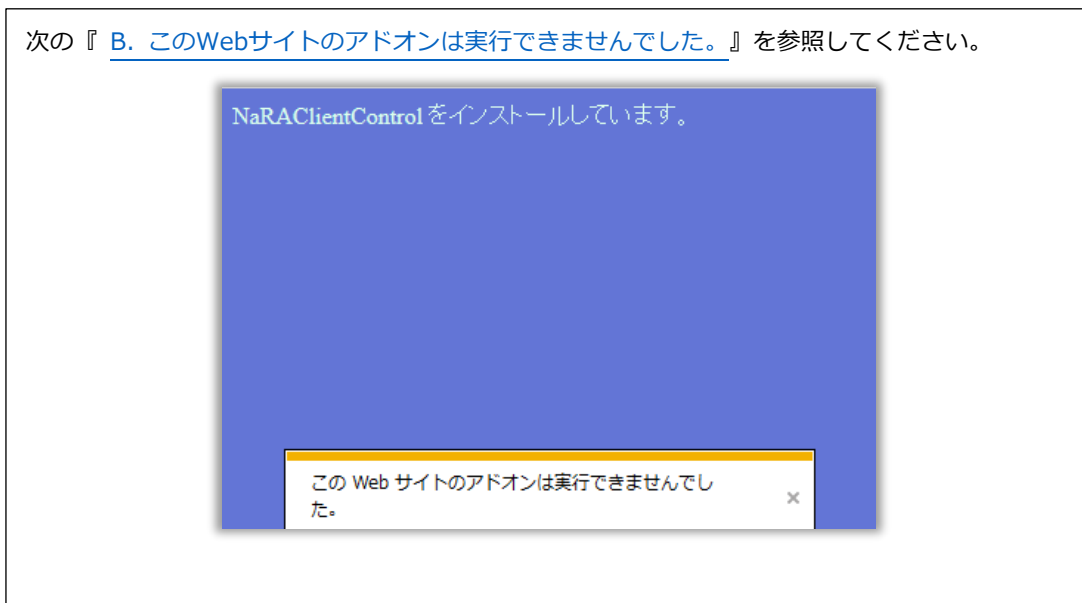 次の『 B. このWebサイトのアドオンは実行できませんでした。』を参照してください。
NaRAClientControl をインストールしています。
この Web サイトのアドオンは実行できませんでし
た。
×